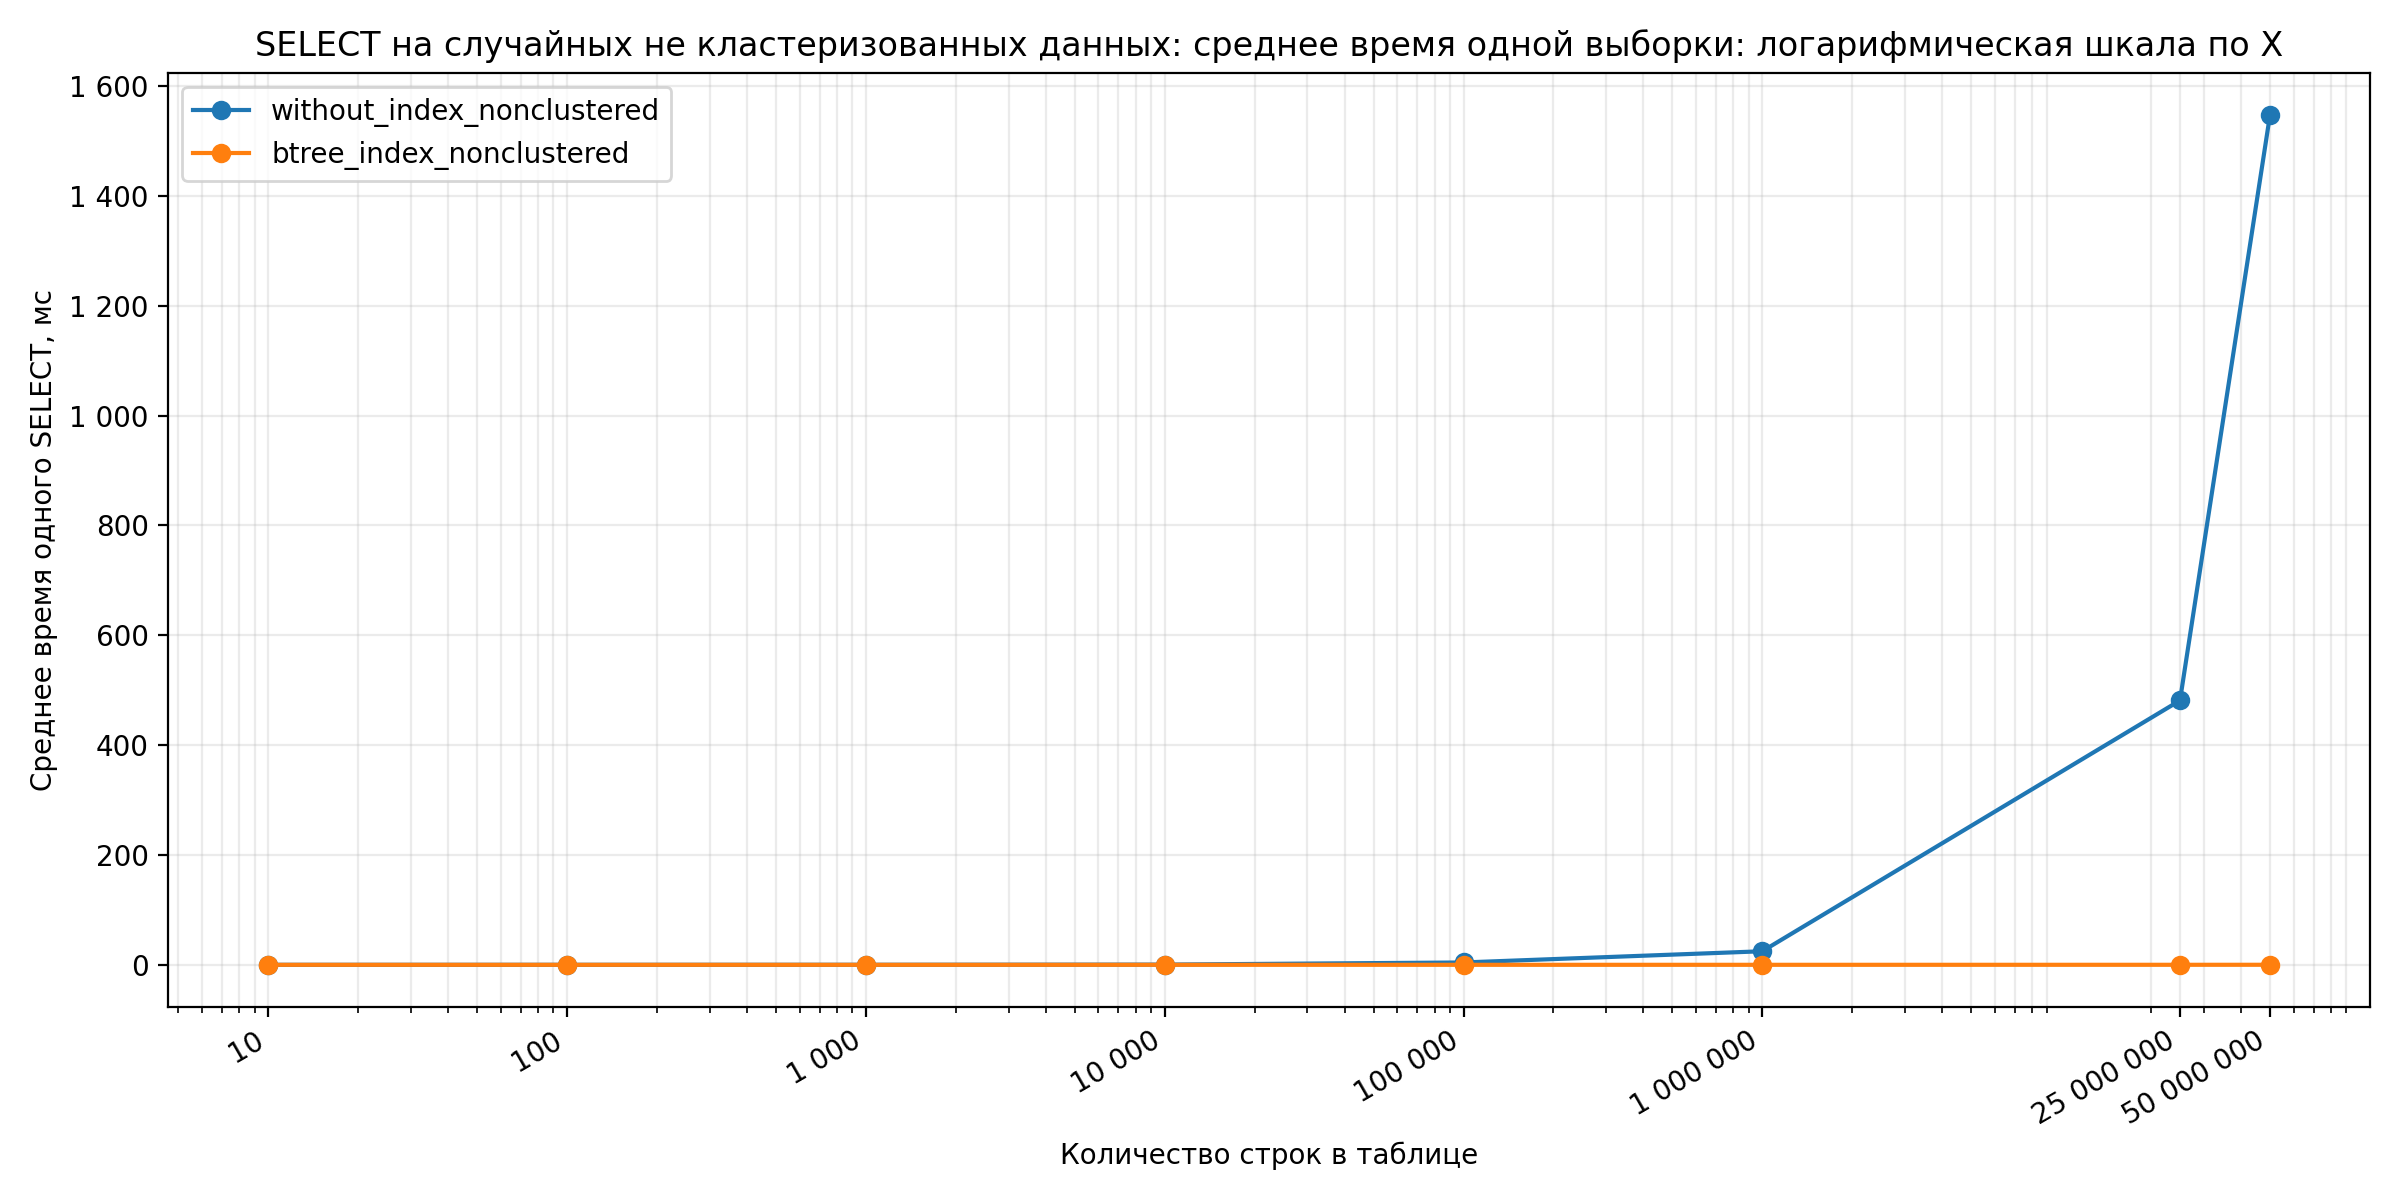 SELECT на случайных не кластеризованных данных: среднее время одной выборки: логарифмическая шкала по X
without_index_nonclustered
btree_index_nonclustered
Среднее время одного SELECT, мс
1 600
1 400
1 200
1 000
800
600
400
200
0
10
100
1 000
10 000
100 000
1 000 000
25 000 000
50 000 000
Количество строк в таблице